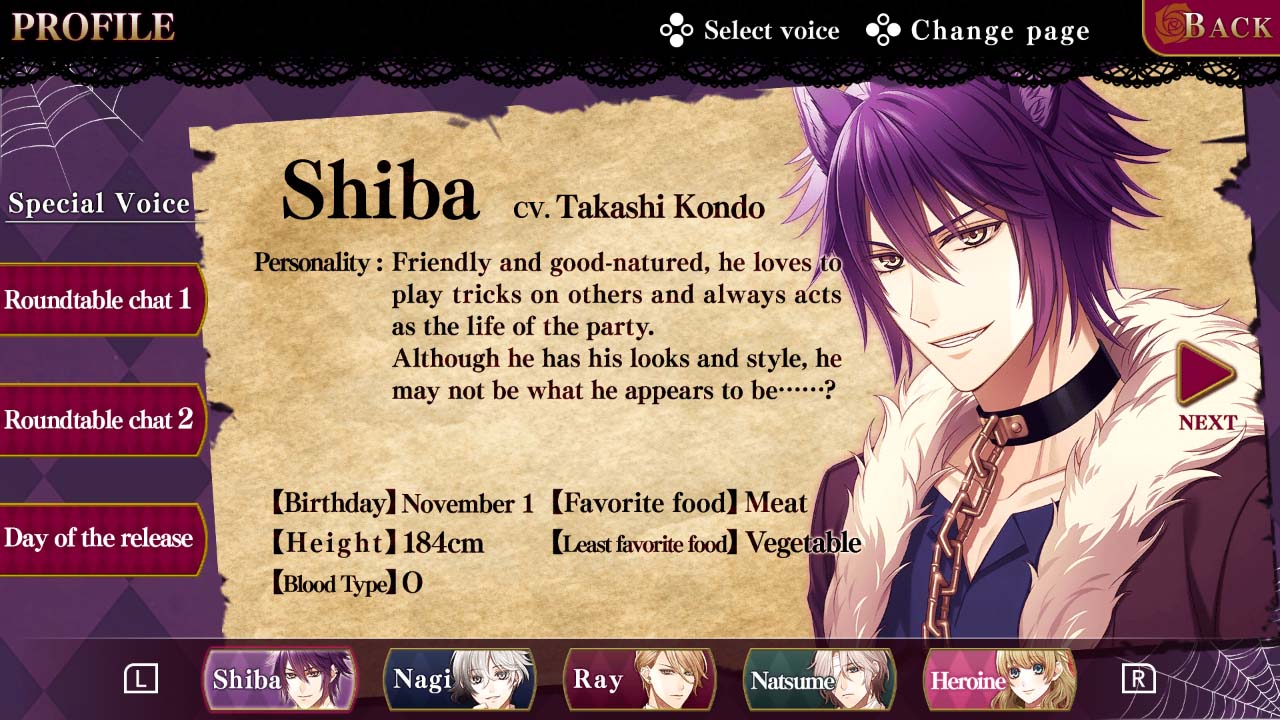 PROFILE
Select voice
Change page
BACK
Special Voice
Roundtable chat 1
Roundtable chat 2
Day of the release
Shiba CV. Takashi Kondo
Personality : Friendly and good-natured, he loves to
play tricks on others and always acts
as the life of the party.
Although he has his looks and style, he
may not be what he appears to be……?
【Birthday】November 1 【Favorite food】Meat
【Height】184cm 【Least favorite food】Vegetable
【Blood Type】O
NEXT
L
Shiba
Nagi
Ray
Natsume
Heroine
R